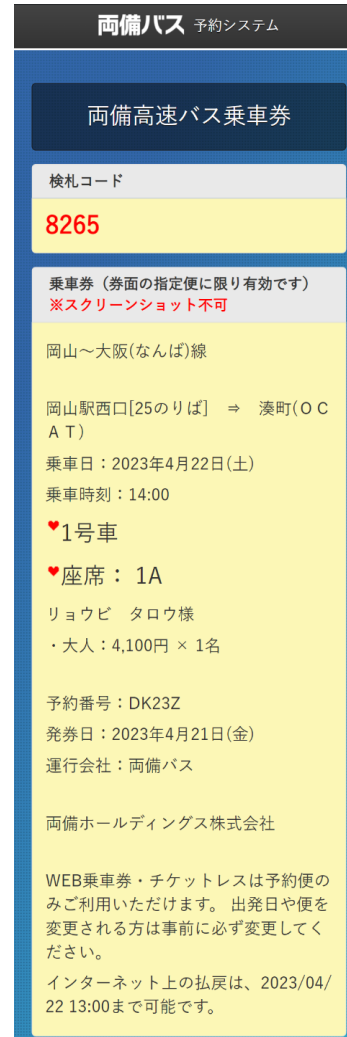 両備バス 予約システム
両備高速バス乗車券
検札コード
8265
乗車券（券面の指定便に限り有効です）
※スクリーンショット不可
岡山～大阪(なんば)線
岡山駅西口[25のりば]　⇒　湊町(ＯＣ
ＡＴ)
乗車日：2023年4月22日(土)
乗車時刻：14:00
♥1号車
♥座席： 1A
リョウビ　タロウ様
・大人：4,100円 × 1名
予約番号：DK23Z
発券日：2023年4月21日(金)
運行会社：両備バス
両備ホールディングス株式会社
WEB乗車券・チケットレスは予約便の
みご利用いただけます。 出発日や便を
変更される方は事前に必ず変更してく
ださい。
インターネット上の払戻は、2023/04/
22 13:00まで可能です。